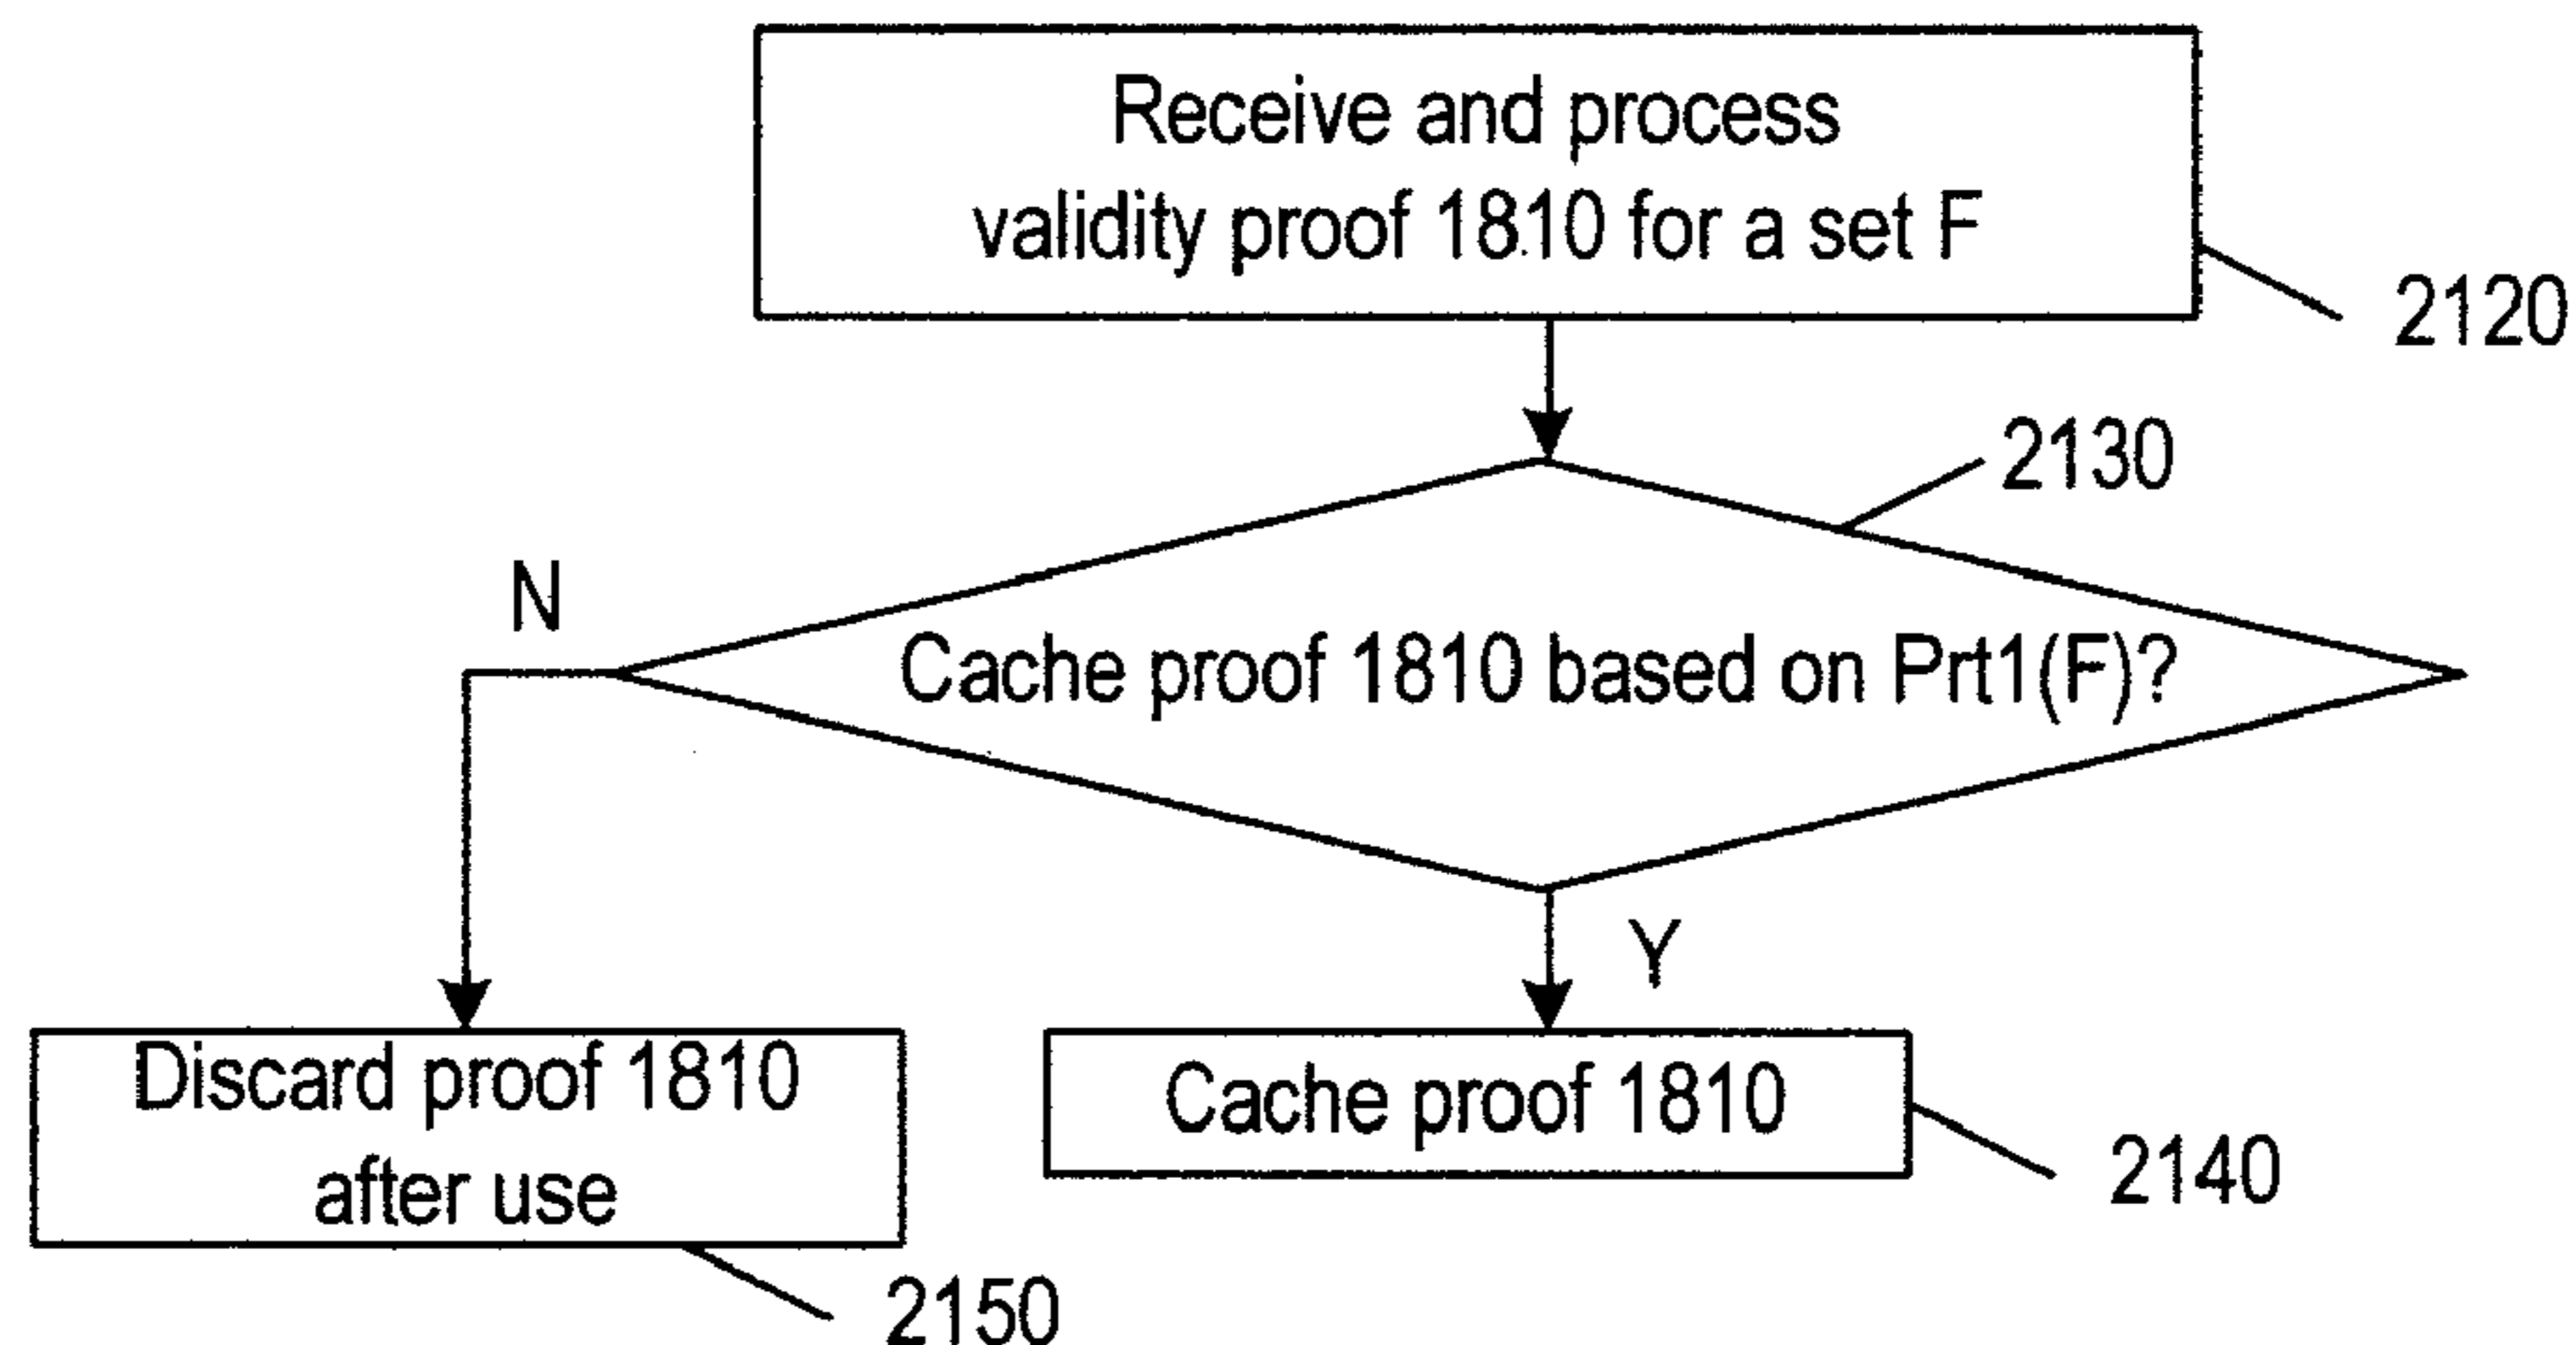 Receive and process
validity proof 1810 for a set F
2120
2130
N
Cache proof 1810 based on Prt1(F)?
Y
Discard proof 1810
after use
Cache proof 1810
2140
2150